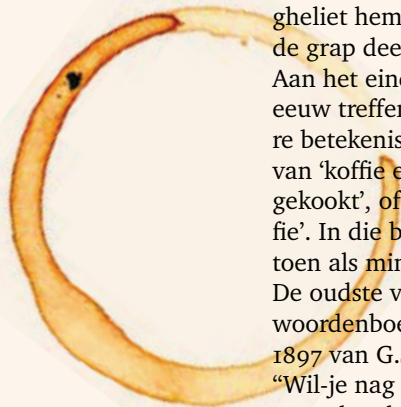 gheliet hem
de grap dee
Aan het eind
eeuw treffen
re betekenis
van ‘koffie e
gekookt’, of
fie’. In die b
toen als min
De oudste v
woordenboe
1897 van G.
“Wil-je nag